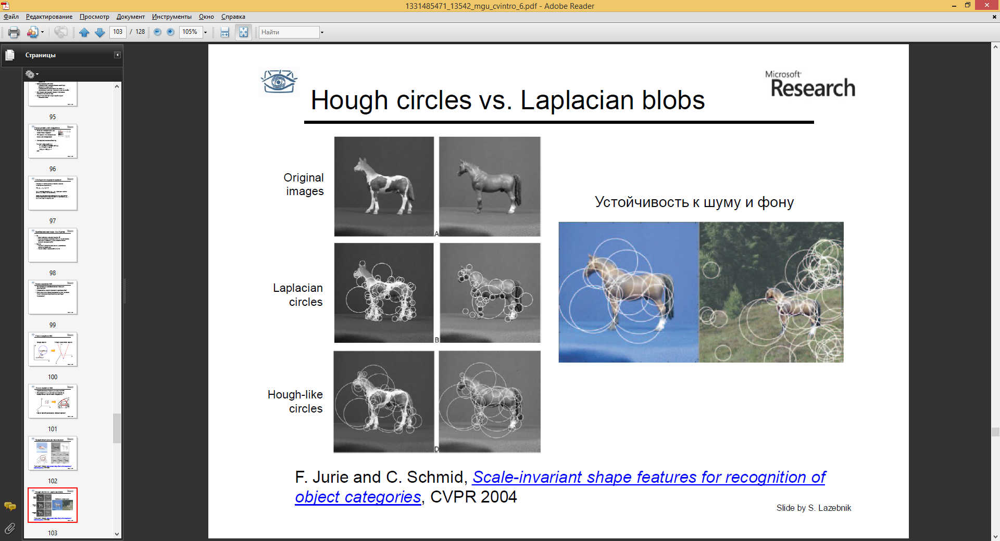 1331485471_13542_mgu_cvintro_6.pdf - Adobe Reader
Файл Редактирование Просмотр Документ Инструменты Окно Справка
103 / 128 105% Найти
Страницы
95
96
97
98
99
100
101
102
103
Microsoft
Research
Hough circles vs. Laplacian blobs
Original
images
A
Устойчивость к шуму и фону
Laplacian
circles
B
Hough-like
circles
D
F. Jurie and C. Schmid, Scale-invariant shape features for recognition of
object categories, CVPR 2004
Slide by S. Lazebnik